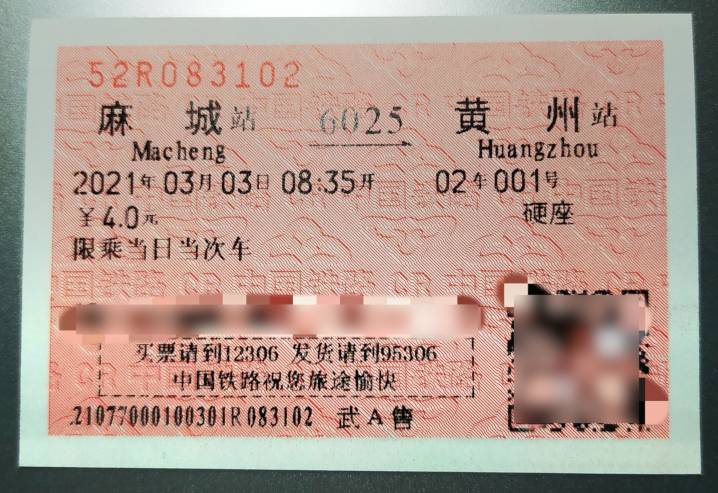 52R083102
麻 城站 6025 黄 州站
Macheng Huangzhou
2021年03月03日08:35开 02车001号
￥4.0元 硬座
限乘当日当次车
买票请到12306 发货请到95306
中国铁路祝您旅途愉快
21077000100301R083102 武A售